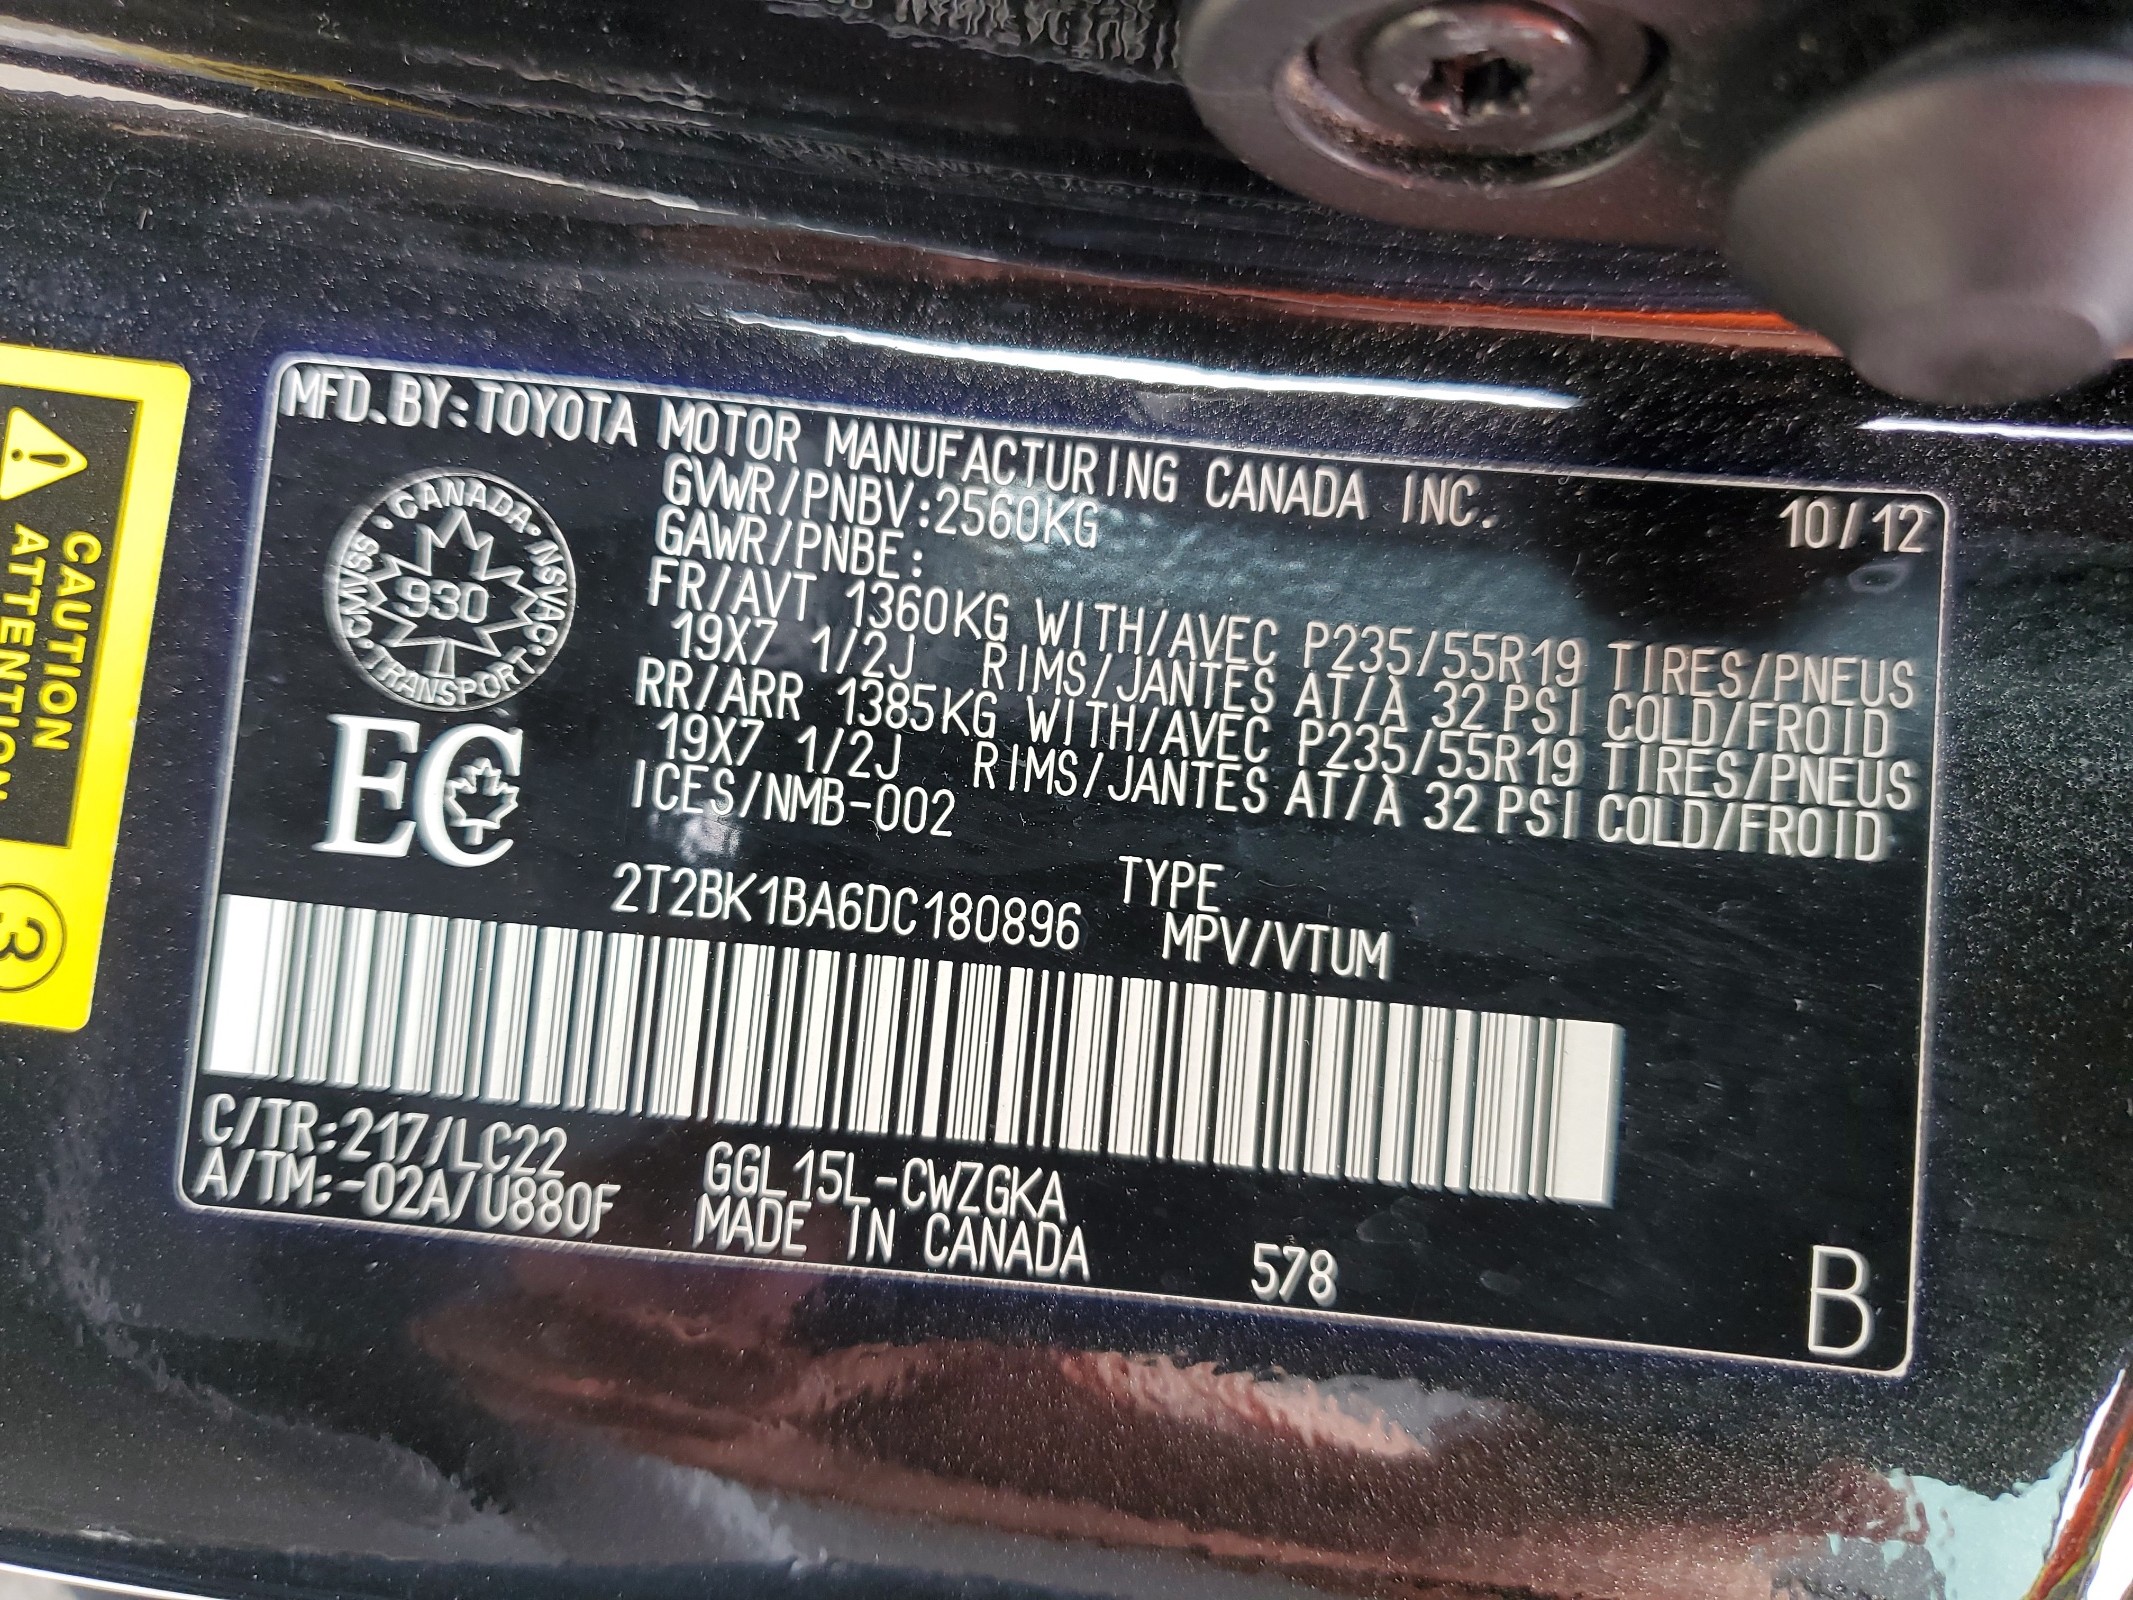 MFD.BY:TOYOTA MOTOR MANUFACTURING CANADA INC. 10/12
GVWR/PNBV:2560KG
GAWR/PNBE:
FR/AVT 1360KG WITH/AVEC P235/55R19 TIRES/PNEUS
19X7 1/2J RIMS/JANTES AT/À 32 PSI COLD/FROID
RR/ARR 1385KG WITH/AVEC P235/55R19 TIRES/PNEUS
19X7 1/2J RIMS/JANTES AT/À 32 PSI COLD/FROID
ICES/NMB-002
CANADA • NSVAC • TRANSPORT • CMVSS •
930
EC
2T2BK1BA6DC180896 TYPE
MPV/VTUM
C/TR:217/LC22 GGL15L-CWZGKA
A/TM:-02A/U880F MADE IN CANADA 578 B
CAUTION
ATTENTION
3